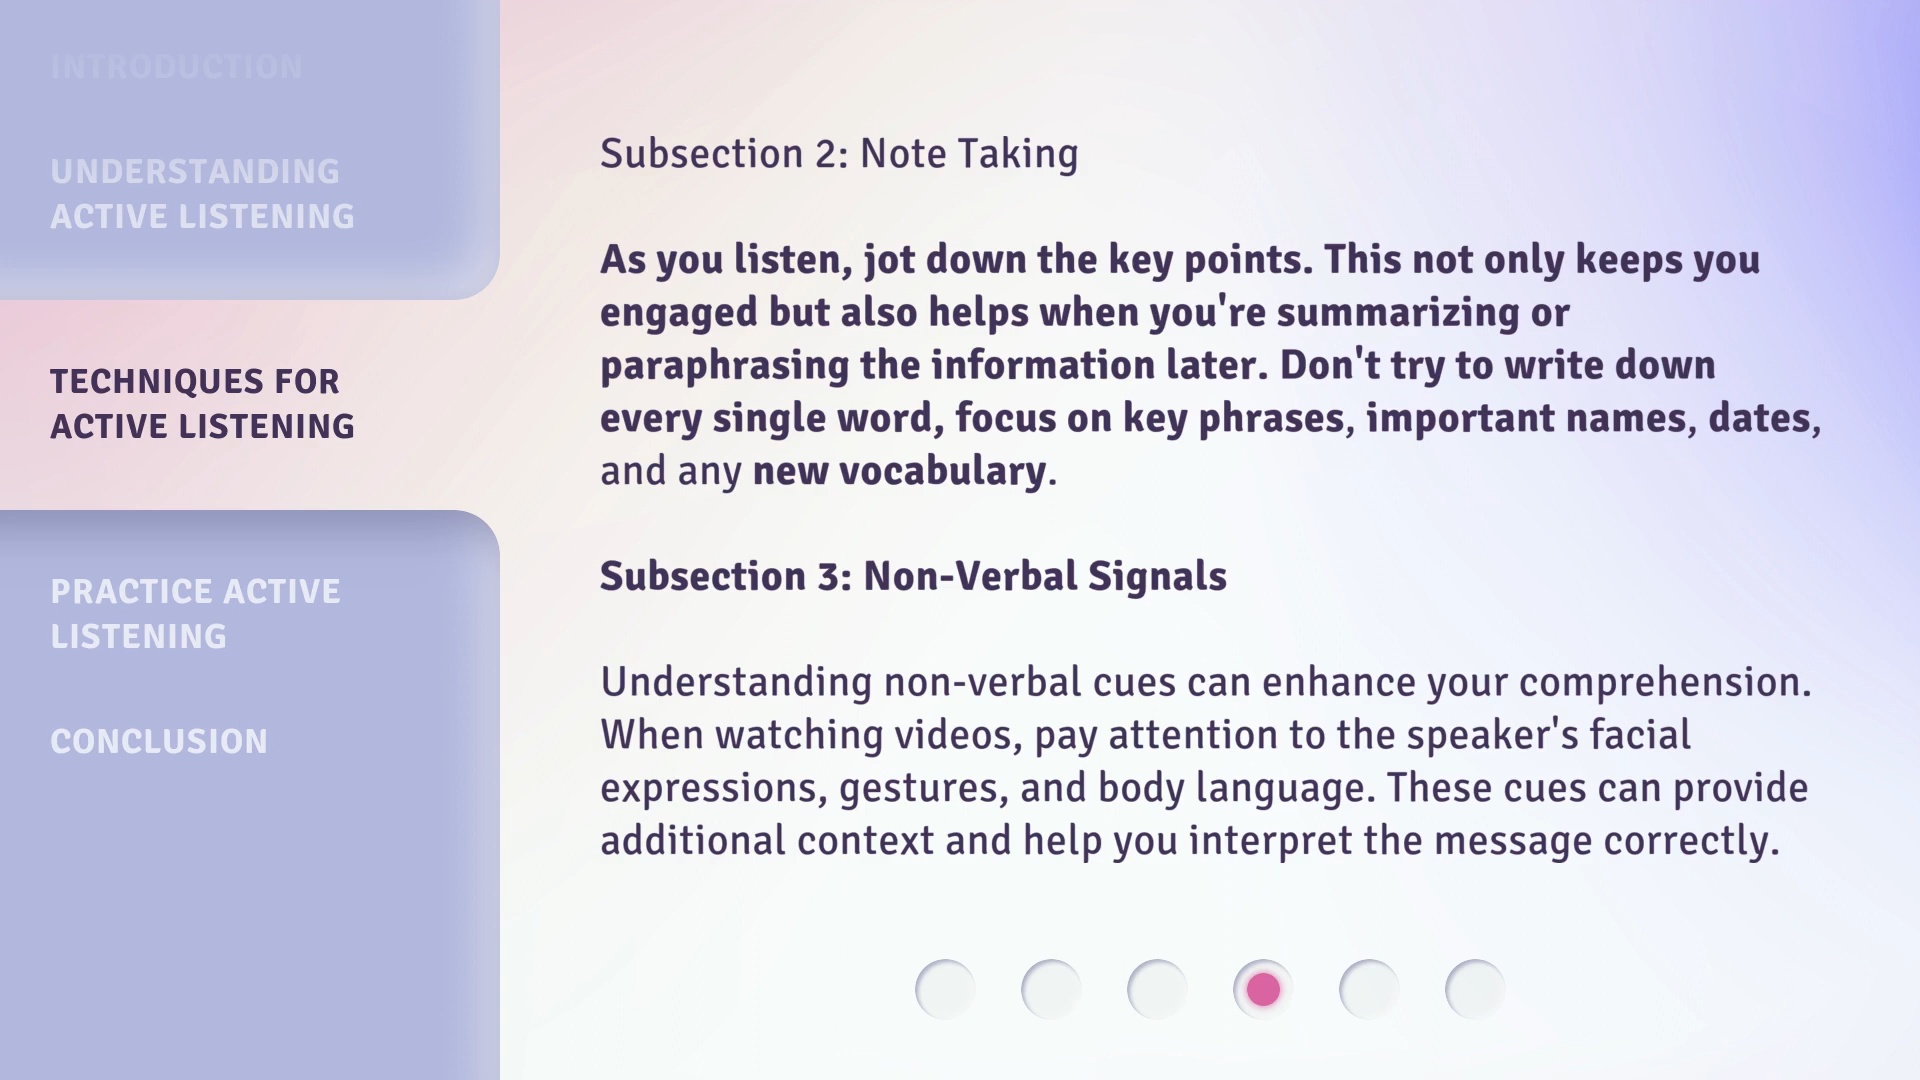 INTRODUCTION
UNDERSTANDING
ACTIVE LISTENING
TECHNIQUES FOR
ACTIVE LISTENING
PRACTICE ACTIVE
LISTENING
CONCLUSION
Subsection 2: Note Taking
As you listen, jot down the key points. This not only keeps you
engaged but also helps when you're summarizing or
paraphrasing the information later. Don't try to write down
every single word, focus on key phrases, important names, dates,
and any new vocabulary.
Subsection 3: Non-Verbal Signals
Understanding non-verbal cues can enhance your comprehension.
When watching videos, pay attention to the speaker's facial
expressions, gestures, and body language. These cues can provide
additional context and help you interpret the message correctly.